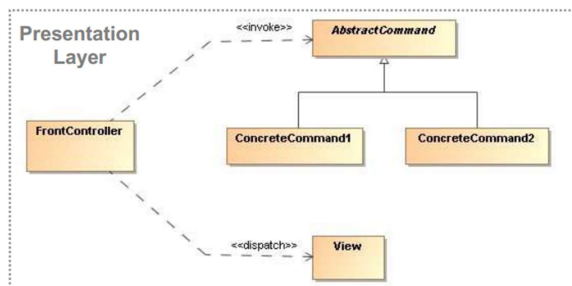 Presentation
Layer
<<invoke>>
AbstractCommand
FrontController
ConcreteCommand1
ConcreteCommand2
<<dispatch>>
View